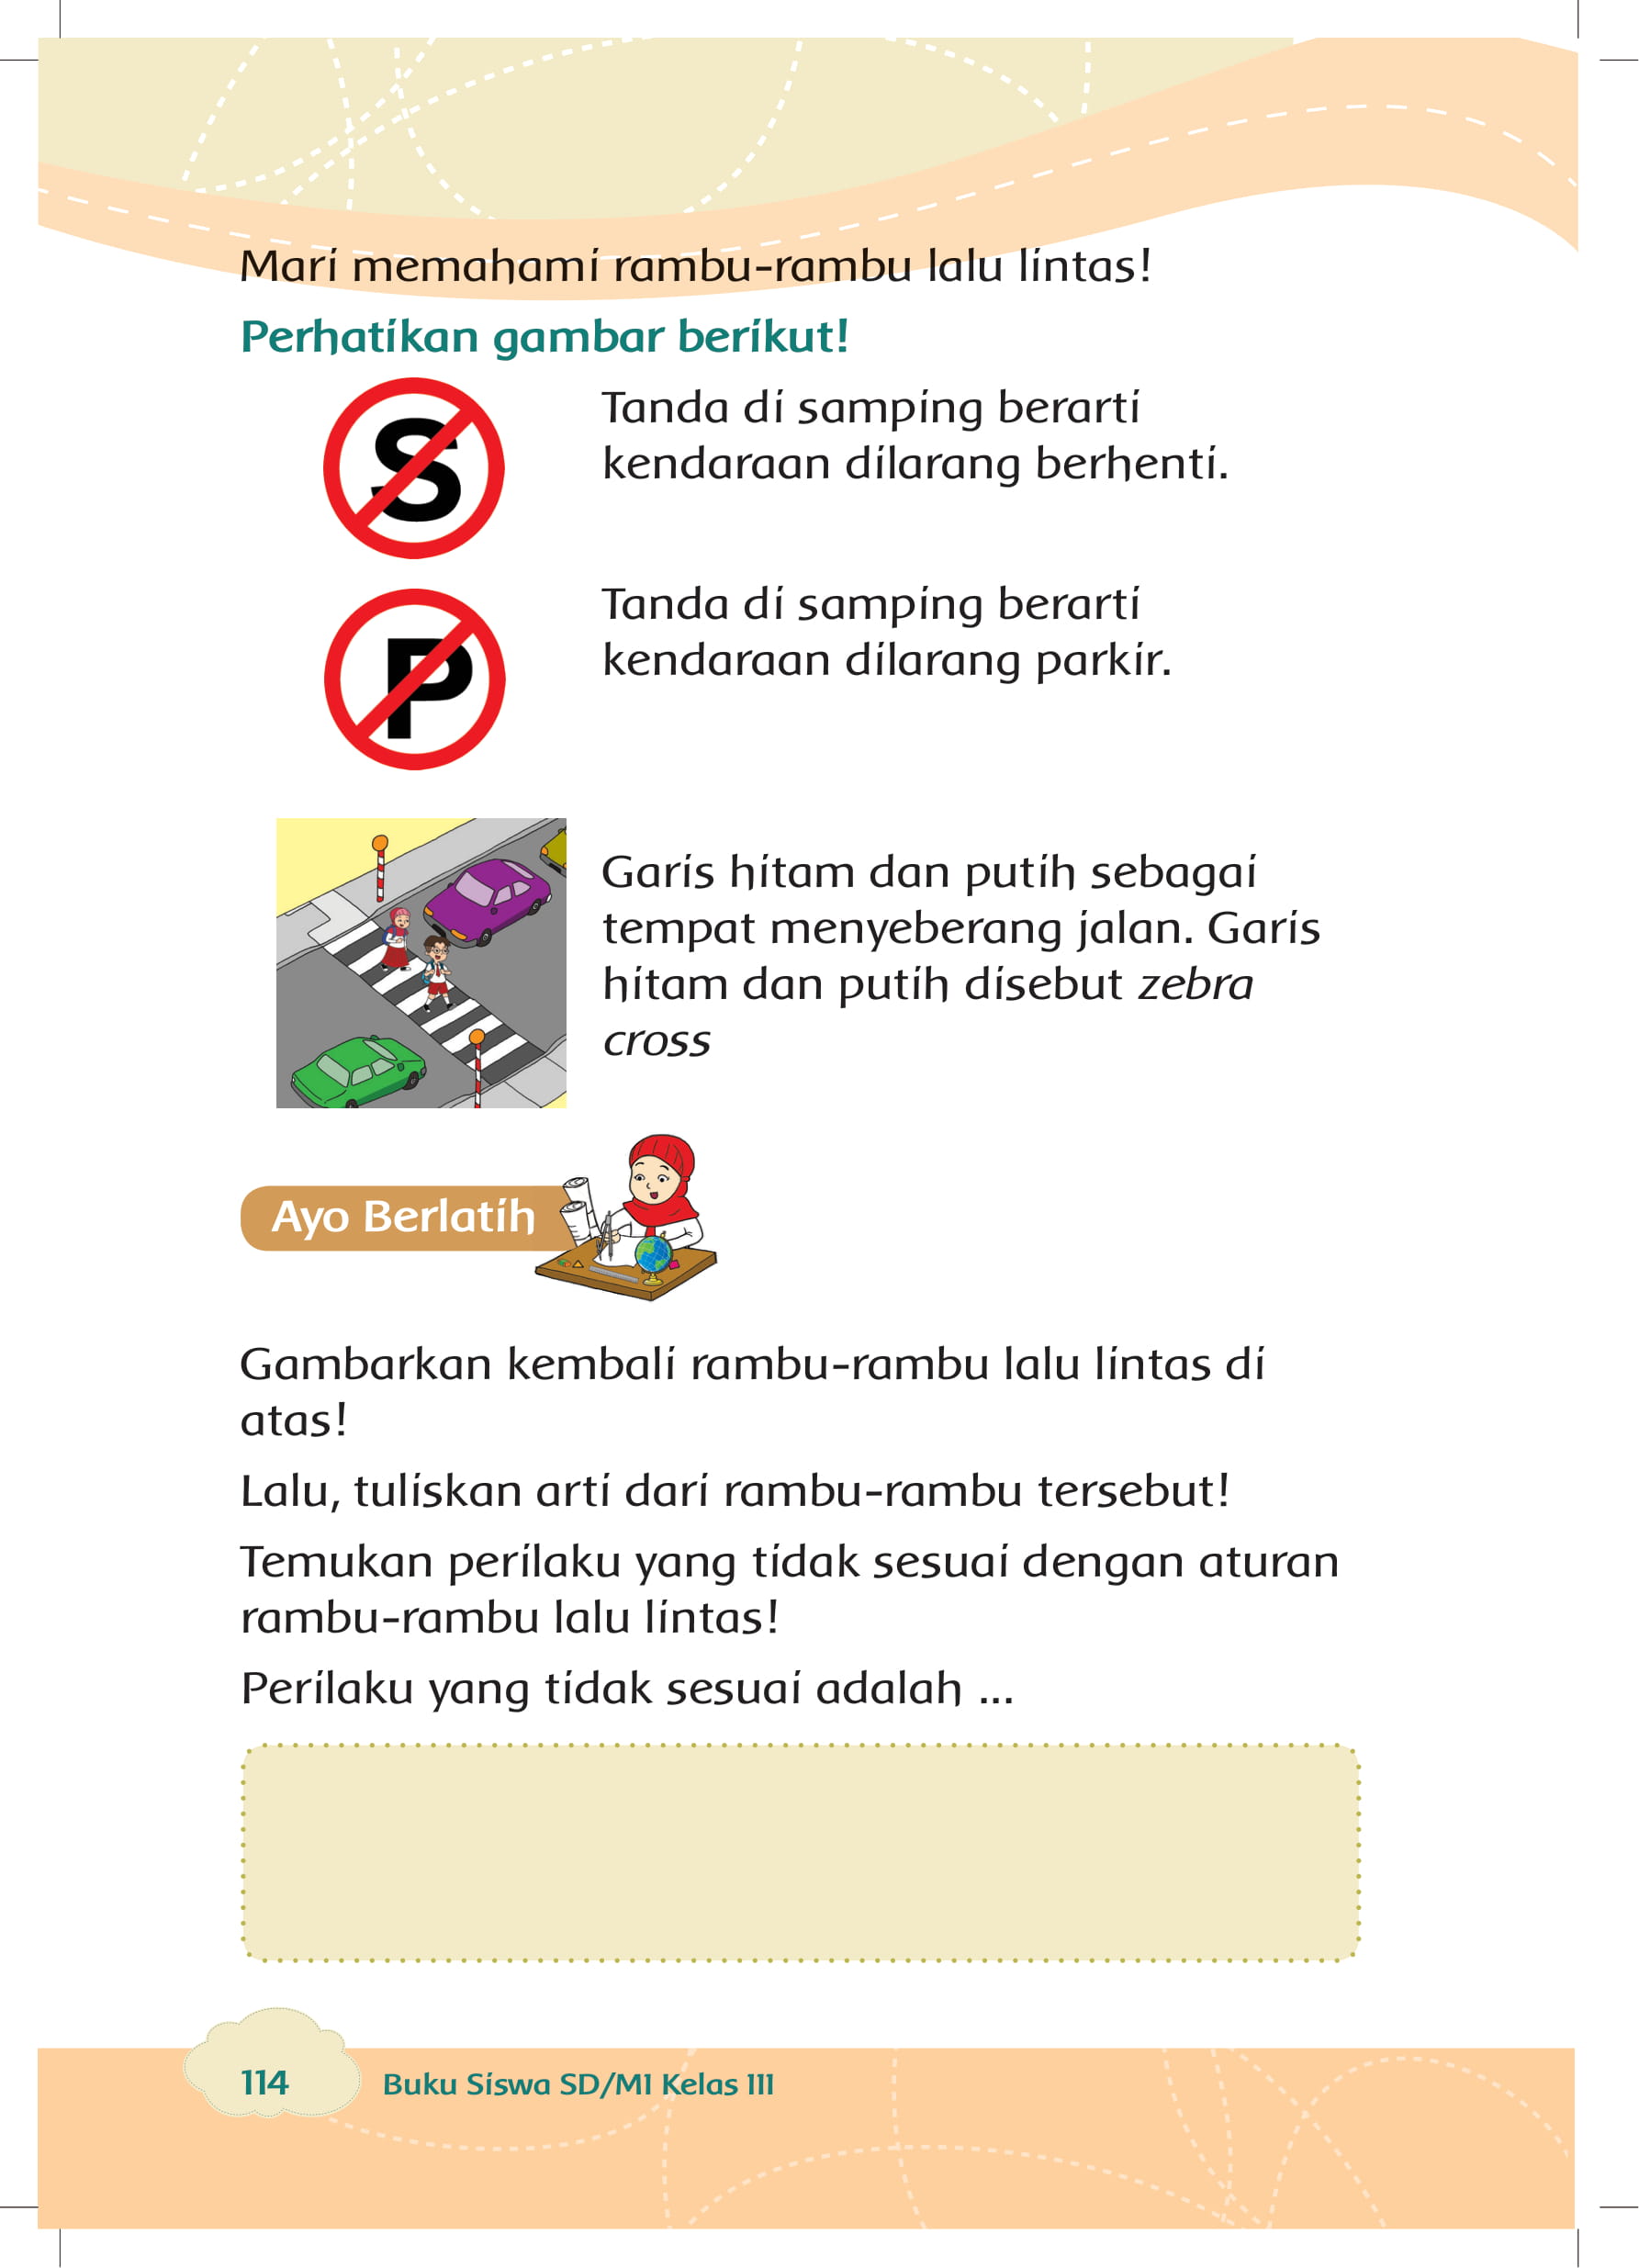 Mari memahami rambu-rambu lalu lintas!
Perhatikan gambar berikut!
S
Tanda di samping berarti
kendaraan dilarang berhenti.
P
Tanda di samping berarti
kendaraan dilarang parkir.
Garis hitam dan putih sebagai
tempat menyeberang jalan. Garis
hitam dan putih disebut zebra
cross
Ayo Berlatih
Gambarkan kembali rambu-rambu lalu lintas di
atas!
Lalu, tuliskan arti dari rambu-rambu tersebut!
Temukan perilaku yang tidak sesuai dengan aturan
rambu-rambu lalu lintas!
Perilaku yang tidak sesuai adalah ...
114 Buku Siswa SD/MI Kelas III